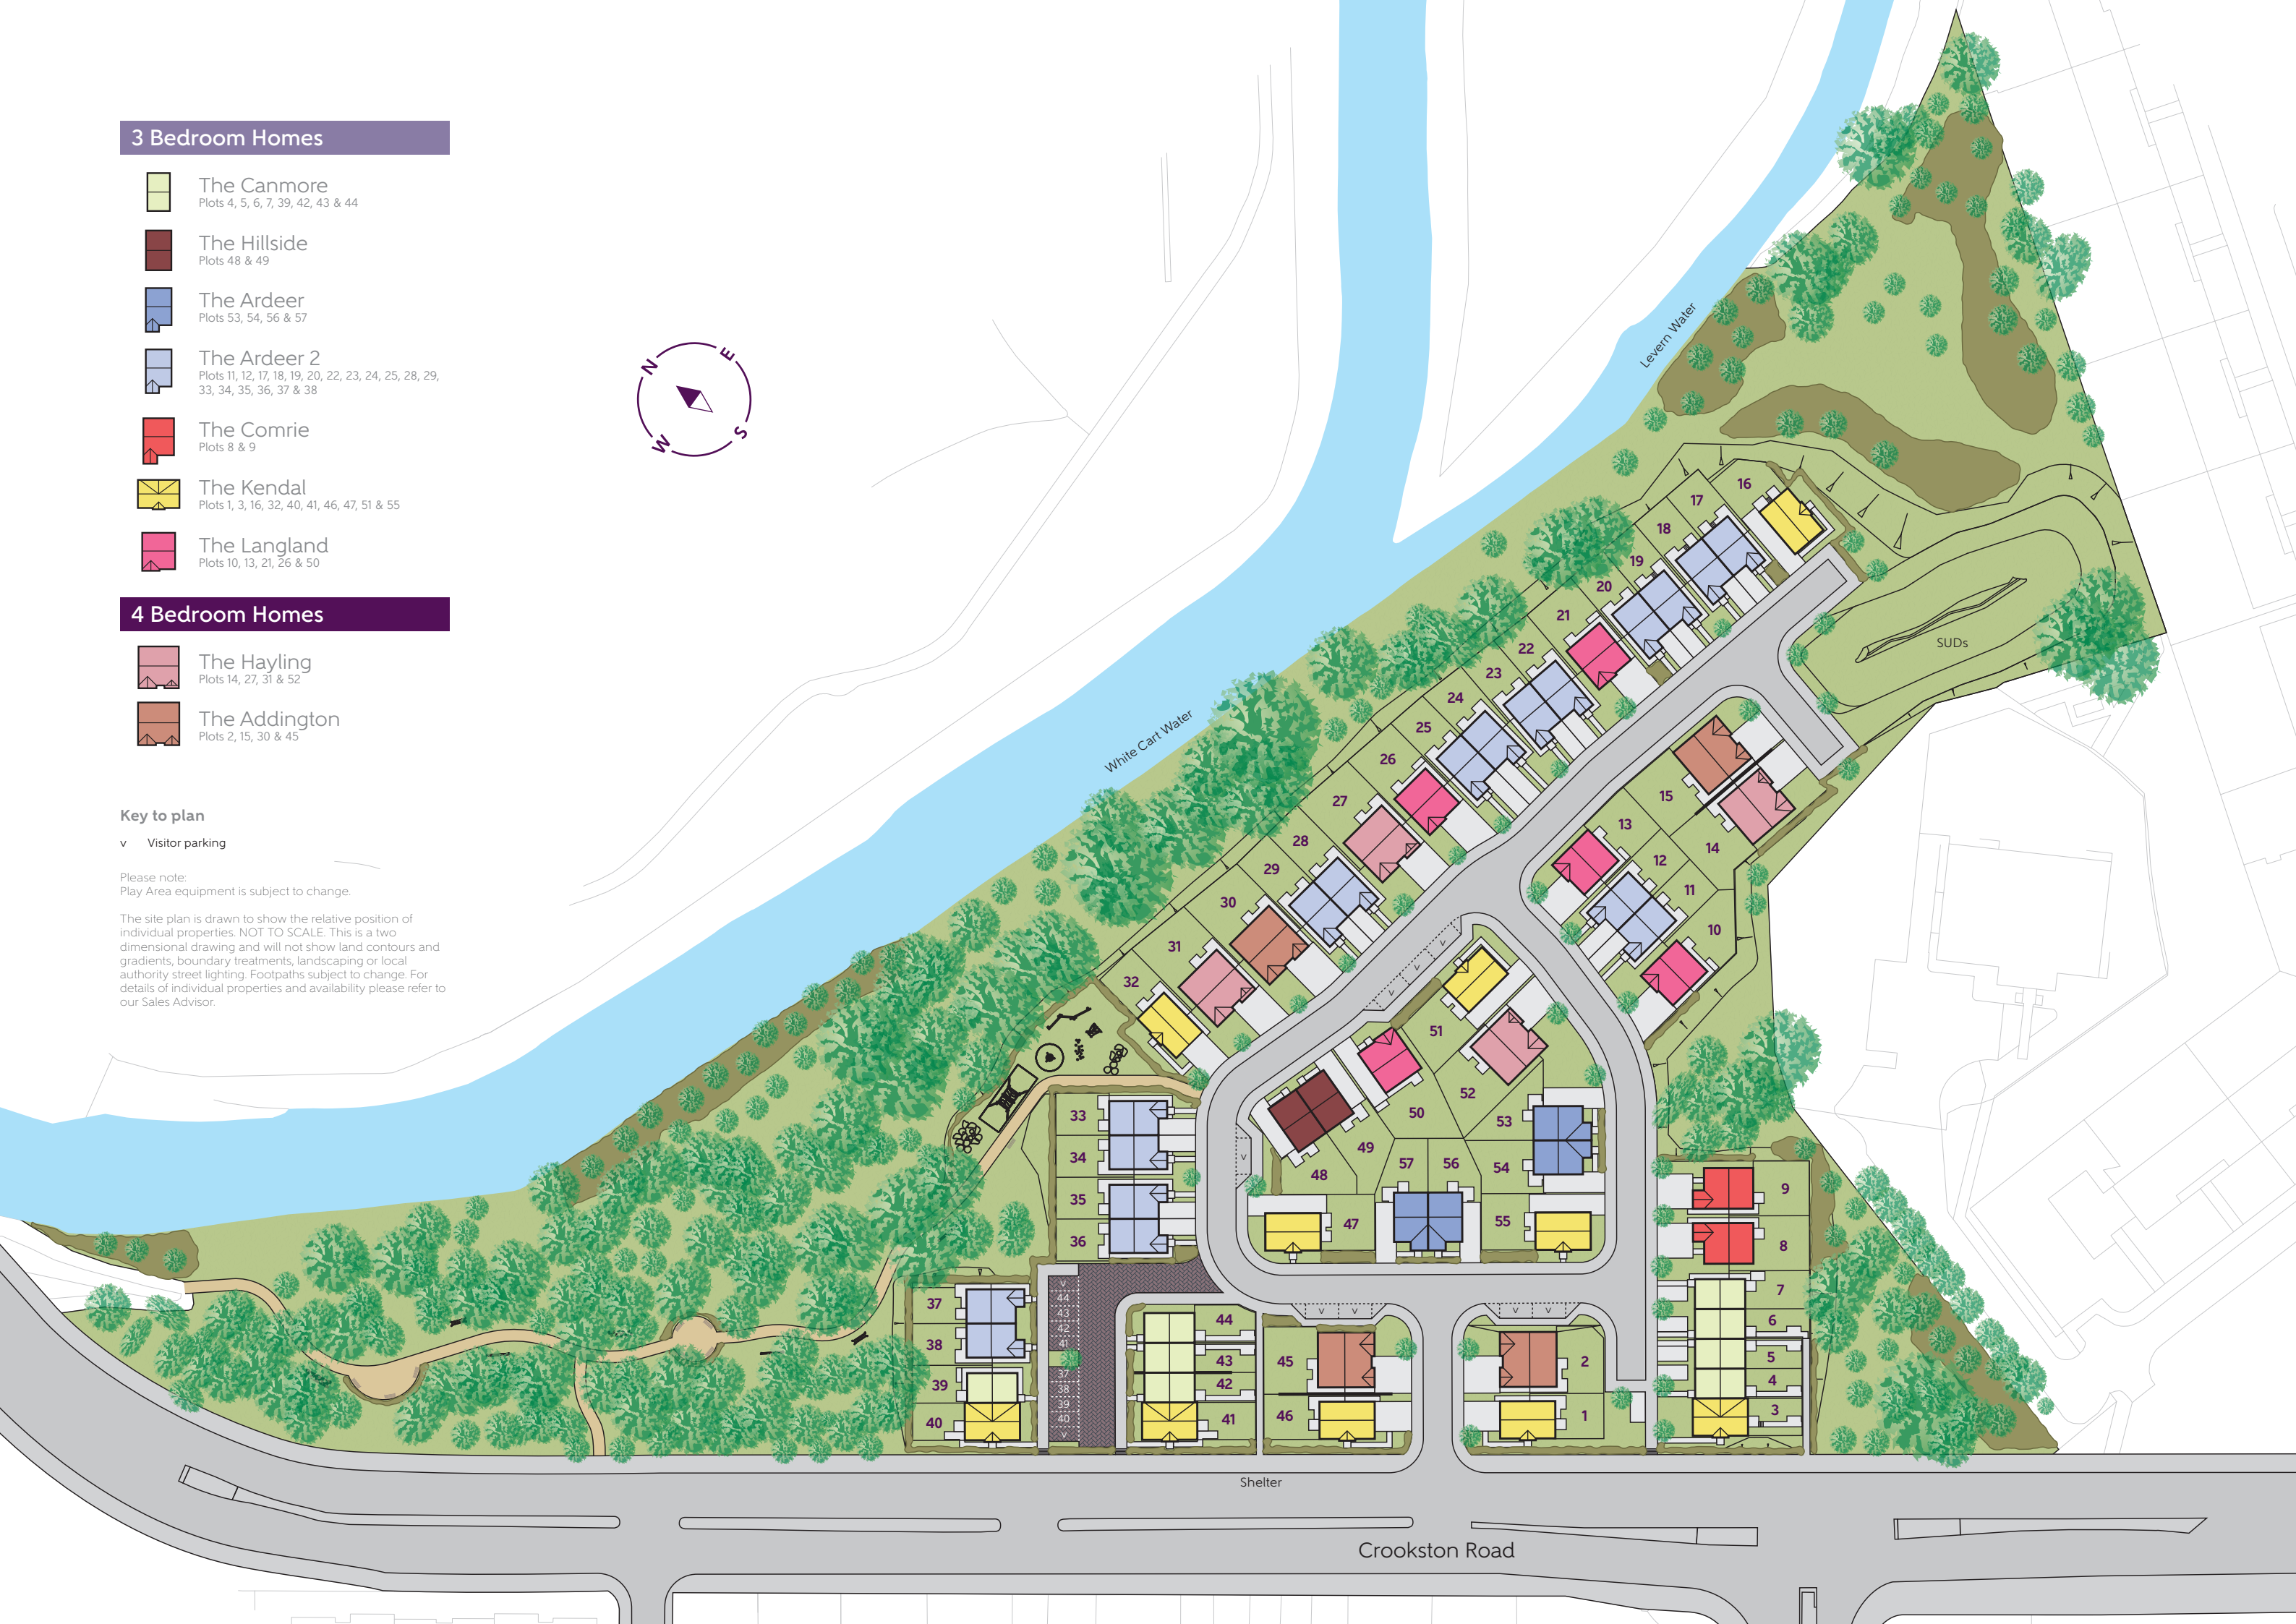 3 Bedroom Homes
The Canmore
Plots 4, 5, 6, 7, 39, 42, 43 & 44
The Hillside
Plots 48 & 49
The Ardeer
Plots 53, 54, 56 & 57
The Ardeer 2
Plots 11, 12, 17, 18, 19, 20, 22, 23, 24, 25, 28, 29,
33, 34, 35, 36, 37 & 38
The Comrie
Plots 8 & 9
The Kendal
Plots 1, 3, 16, 32, 40, 41, 46, 47, 51 & 55
The Langland
Plots 10, 13, 21, 26 & 50
4 Bedroom Homes
The Hayling
Plots 14, 27, 31 & 52
The Addington
Plots 2, 15, 30 & 45
Key to plan
v Visitor parking
Please note:
Play Area equipment is subject to change.
The site plan is drawn to show the relative position of
individual properties. NOT TO SCALE. This is a two
dimensional drawing and will not show land contours and
gradients, boundary treatments, landscaping or local
authority street lighting. Footpaths subject to change. For
details of individual properties and availability please refer to
our Sales Advisor.
N
E
S
W
Levern Water
White Cart Water
SUDs
16
17
18
19
20
21
22
23
24
25
26
27
28
29
30
31
32
15
14
13
12
11
10
51
52
50
49
48
53
54
57
56
47
55
33
34
35
36
37
38
39
40
v
44
43
42
41
37
38
39
40
v
44
43
42
41
45
46
2
1
9
8
7
6
5
4
3
v
v
v
v
v
v
v
v
Shelter
Crookston Road